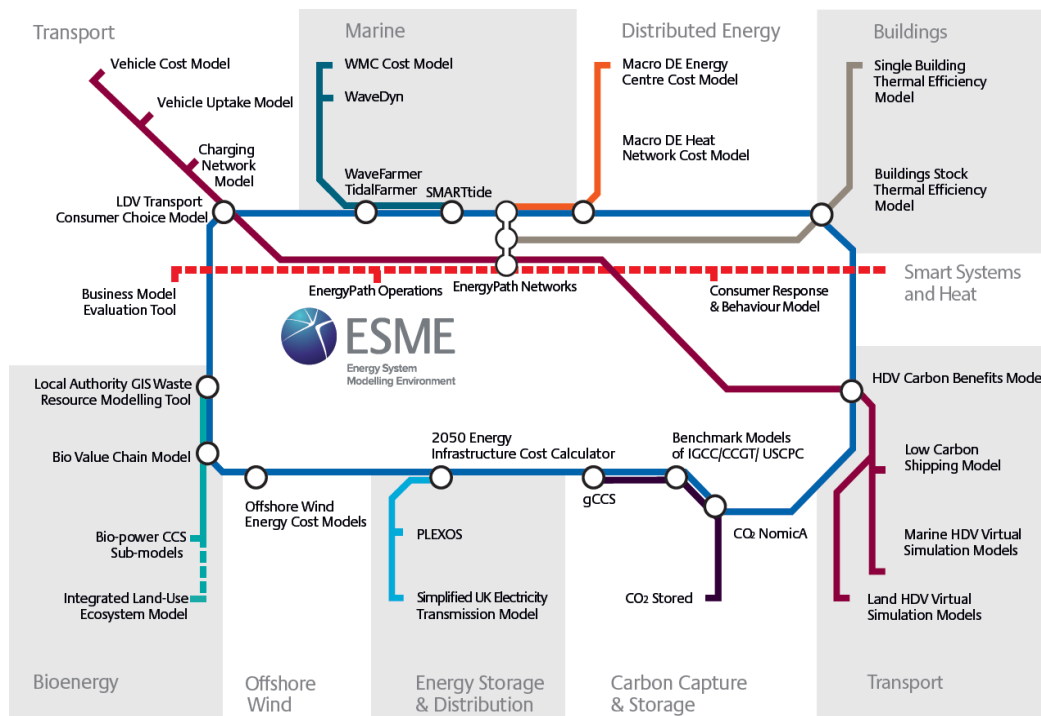 Transport
Marine
Distributed Energy
Buildings
Vehicle Cost Model
WMC Cost Model
Macro DE Energy
Centre Cost Model
Single Building
Thermal Efficiency
Model
Vehicle Uptake Model
WaveDyn
Charging
Network
Model
Macro DE Heat
Network Cost Model
WaveFarmer
TidalFarmer
SMARTtide
Buildings Stock
Thermal Efficiency
Model
LDV Transport
Consumer Choice Model
Business Model
Evaluation Tool
EnergyPath Operations
EnergyPath Networks
Consumer Response
& Behaviour Model
Smart Systems
and Heat
ESME
Energy System
Modelling Environment
Local Authority GIS Waste
Resource Modelling Tool
HDV Carbon Benefits Mode
Bio Value Chain Model
2050 Energy
Infrastructure Cost Calculator
Benchmark Models
of IGCC/CCGT/ USCPC
Low Carbon
Shipping Model
Offshore Wind
Energy Cost Models
gCCS
CO2 NomicA
Bio-power CCS
Sub-models
PLEXOS
Marine HDV Virtual
Simulation Models
Integrated Land-Use
Ecosystem Model
Simplified UK Electricity
Transmission Model
CO2 Stored
Land HDV Virtual
Simulation Models
Bioenergy
Offshore
Wind
Energy Storage
& Distribution
Carbon Capture
& Storage
Transport